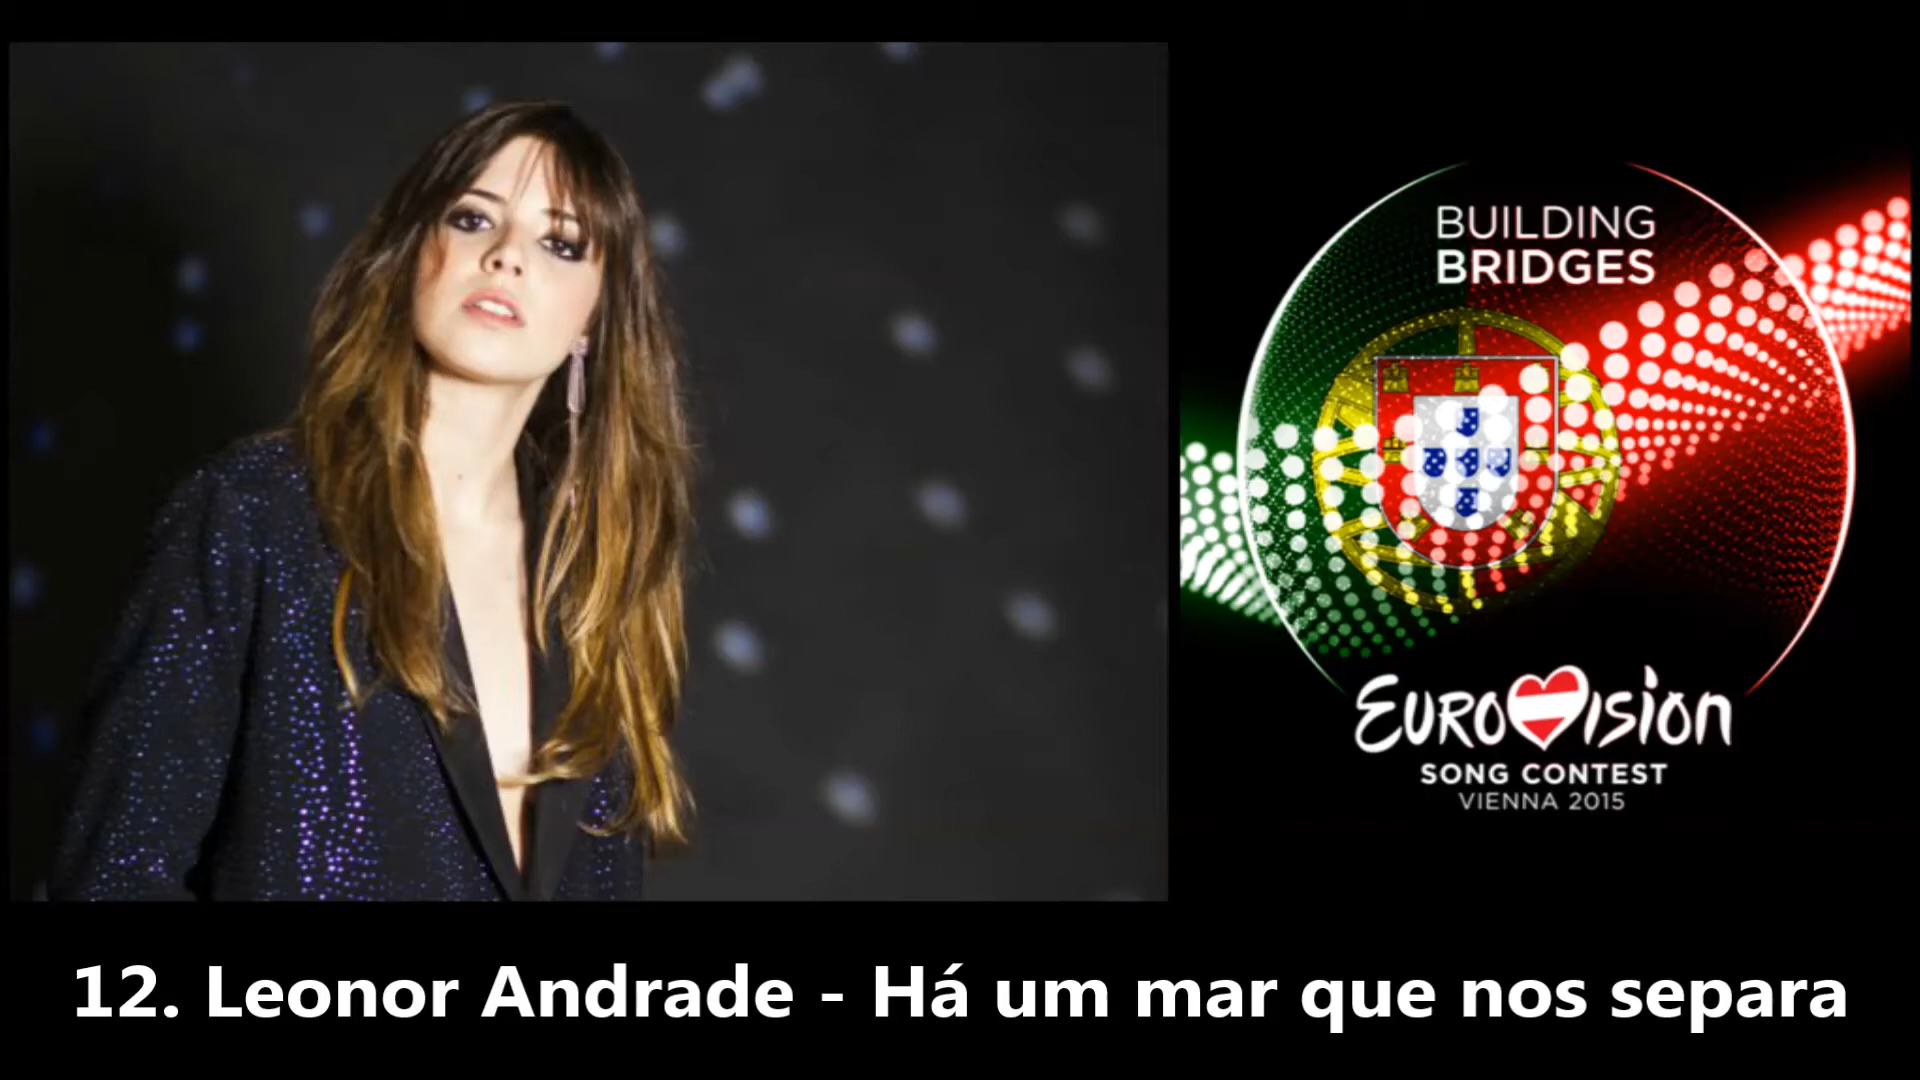 BUILDING
BRIDGES
EUROVISION
SONG CONTEST
VIENNA 2015
12. Leonor Andrade - Há um mar que nos separa